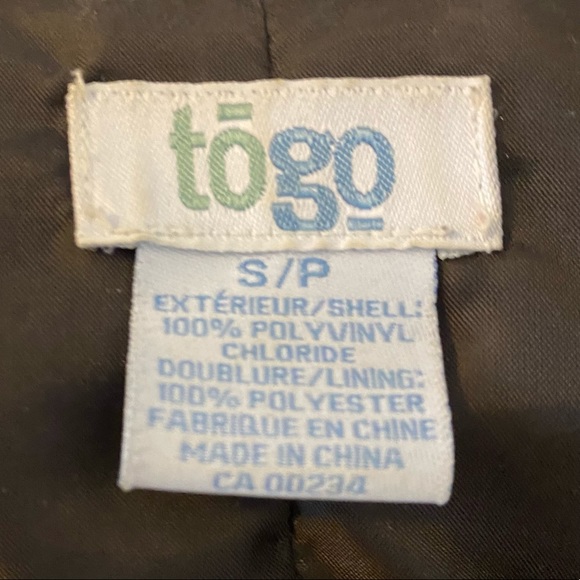 tōgo
S/P
EXTÉRIEUR/SHELL:
100% POLYVINYL
CHLORIDE
DOUBLURE/LINING:
100% POLYESTER
FABRIQUE EN CHINE
MADE IN CHINA
CA 00234